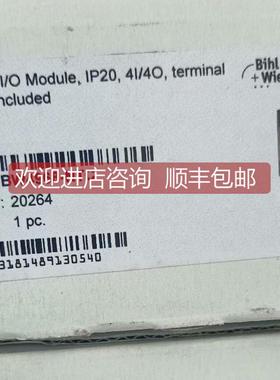 I/O Module, IP20, 4I/4O, terminal
ncluded
Bihl
+Wie
欢迎进店咨询 顺丰包邮
: 20264
1 pc.
3181489130540